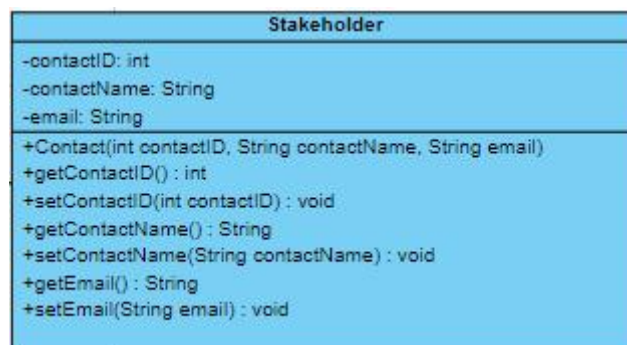 Stakeholder
-contactID: int
-contactName: String
-email: String
+Contact(int contactID, String contactName, String email)
+getContactID() : int
+setContactID(int contactID) : void
+getContactName() : String
+setContactName(String contactName) : void
+getEmail() : String
+setEmail(String email) : void